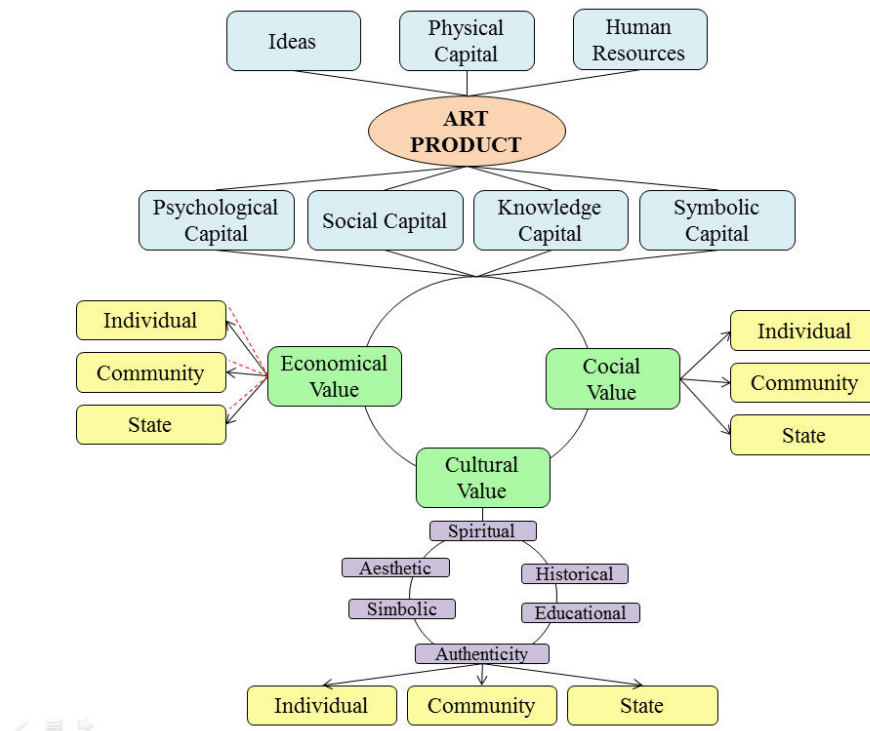 Ideas
Physical
Capital
Human
Resources
ART
PRODUCT
Psychological
Capital
Social Capital
Knowledge
Capital
Symbolic
Capital
Individual
Community
State
Economical
Value
Cocial
Value
Individual
Community
State
Cultural
Value
Spiritual
Aesthetic
Historical
Simbolic
Educational
Authenticity
Individual
Community
State